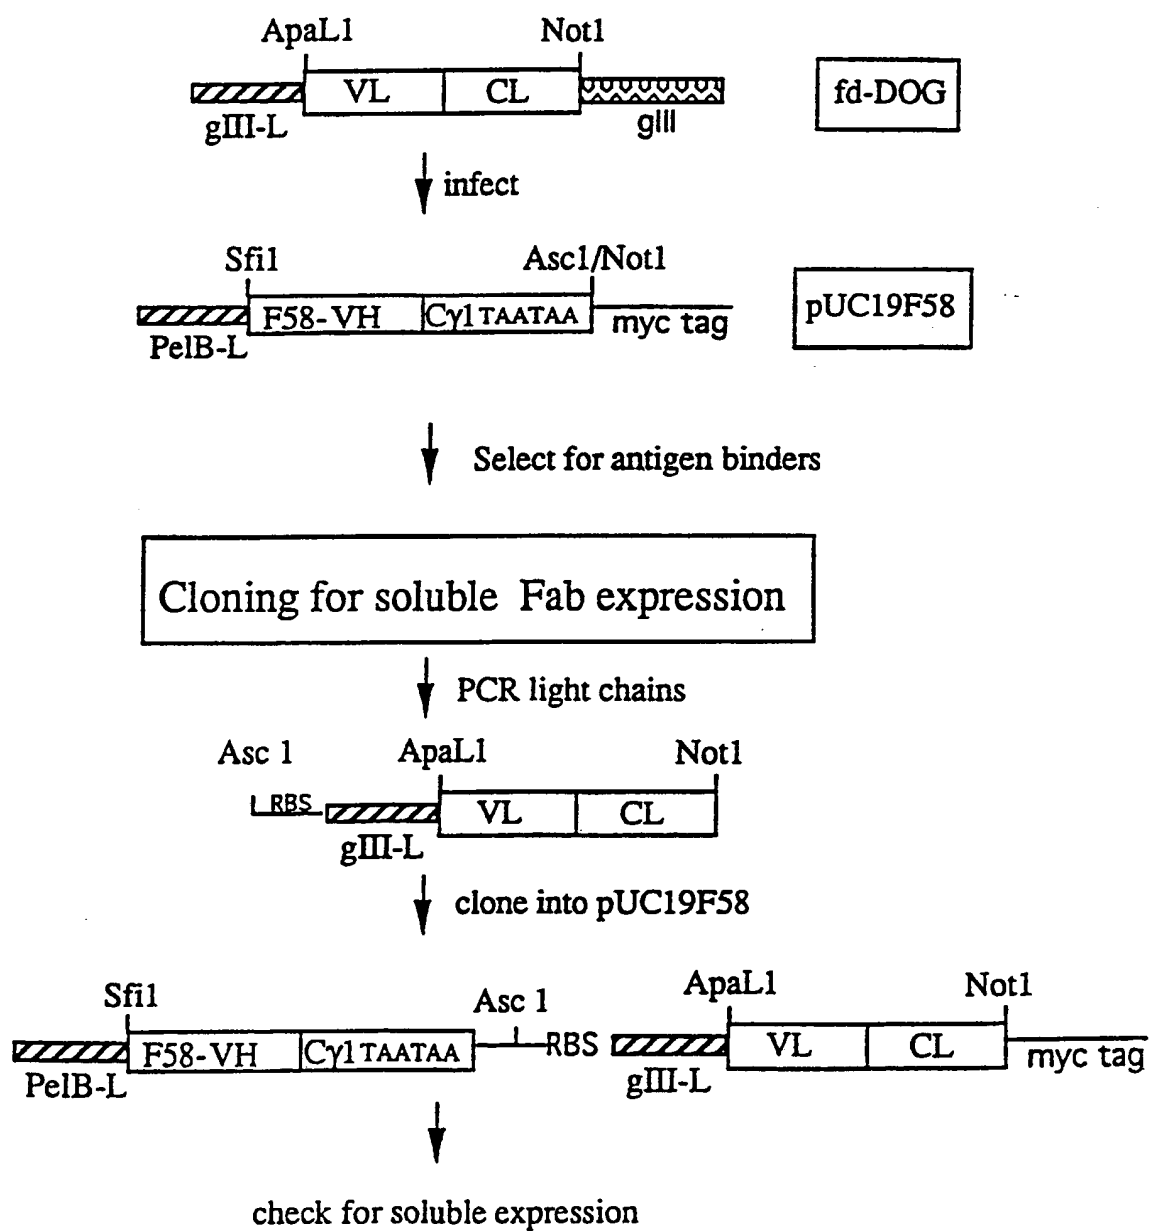 ApaL1 Not1
VL CL
gIII-L gIII
fd-DOG
infect
Sfi1 Asc1/Not1
F58-VH Cγ1 TAATAA myc tag
PelB-L
pUC19F58
Select for antigen binders
Cloning for soluble Fab expression
PCR light chains
Asc 1 ApaL1 Not1
RBS VL CL
gIII-L
clone into pUC19F58
Sfi1 Asc 1 ApaL1 Not1
F58-VH Cγ1 TAATAA RBS VL CL myc tag
PelB-L gIII-L
check for soluble expression